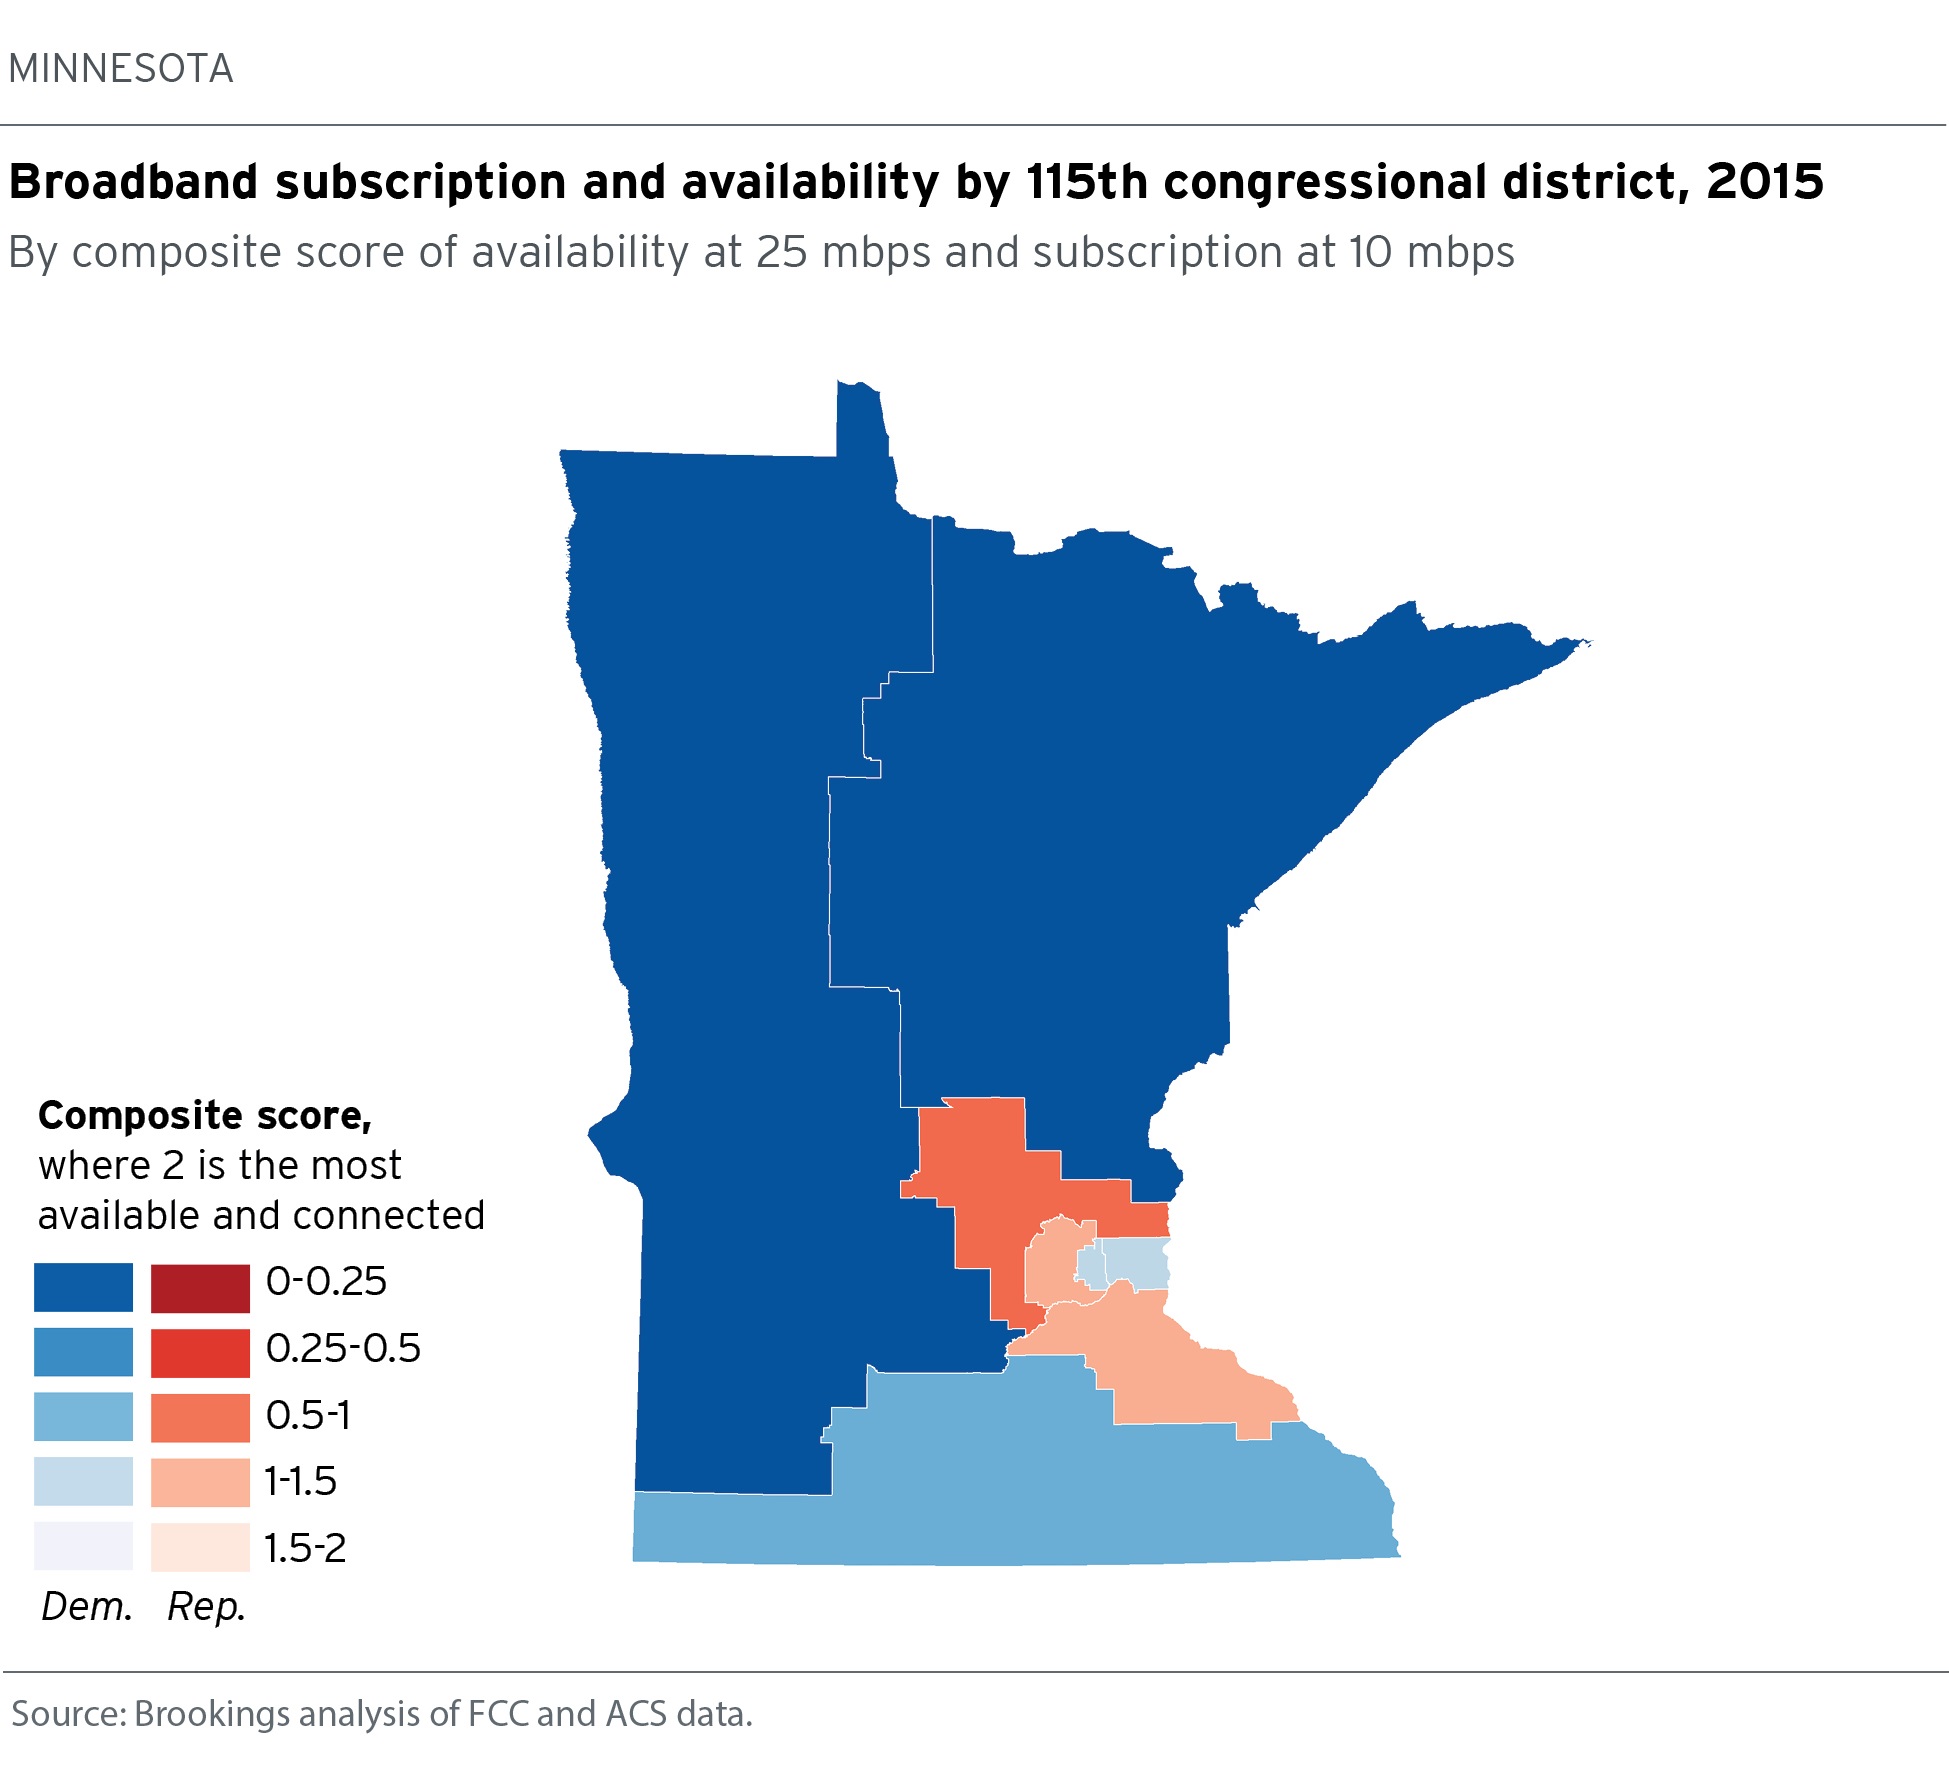 MINNESOTA
Broadband subscription and availability by 115th congressional district, 2015
By composite score of availability at 25 mbps and subscription at 10 mbps
Composite score,
where 2 is the most
available and connected
0-0.25
0.25-0.5
0.5-1
1-1.5
1.5-2
Dem. Rep.
Source: Brookings analysis of FCC and ACS data.